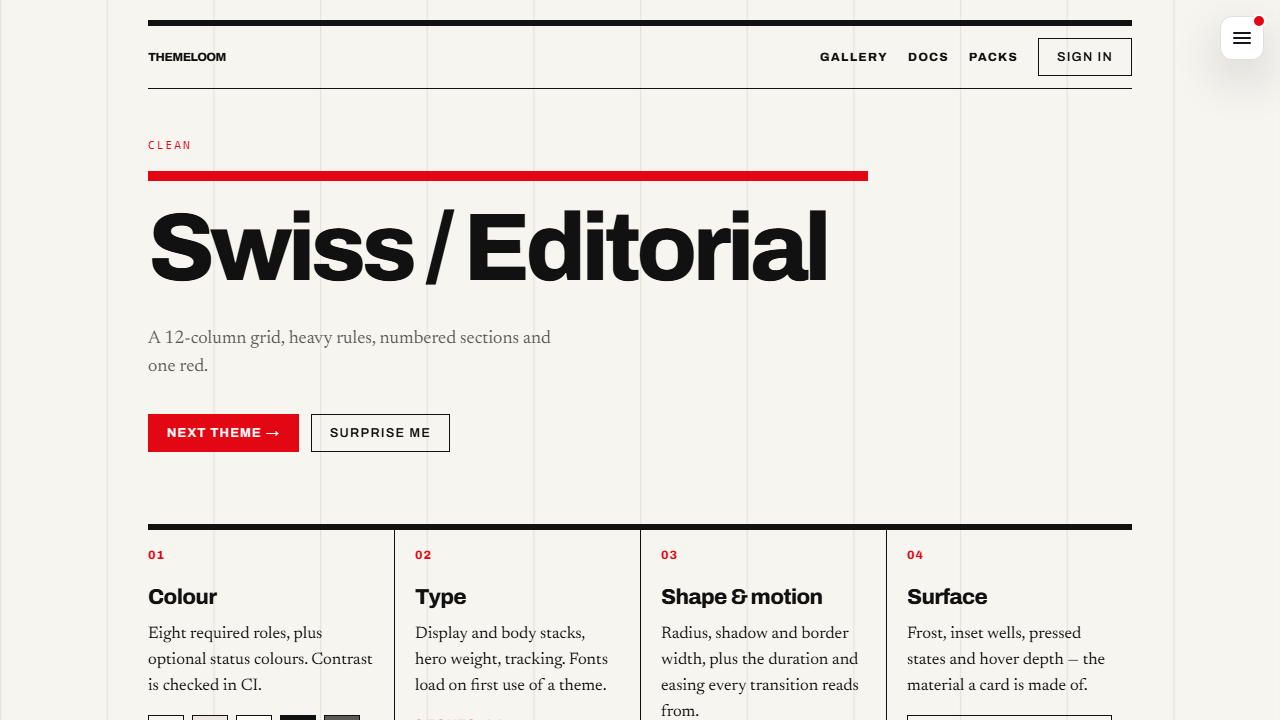 THEMELOOM
GALLERY DOCS PACKS SIGN IN
CLEAN
Swiss / Editorial
A 12-column grid, heavy rules, numbered sections and
one red.
NEXT THEME →
SURPRISE ME
01
Colour
Eight required roles, plus
optional status colours. Contrast
is checked in CI.
02
Type
Display and body stacks,
hero weight, tracking. Fonts
load on first use of a theme.
03
Shape & motion
Radius, shadow and border
width, plus the duration and
easing every transition reads
from.
04
Surface
Frost, inset wells, pressed
states and hover depth — the
material a card is made of.